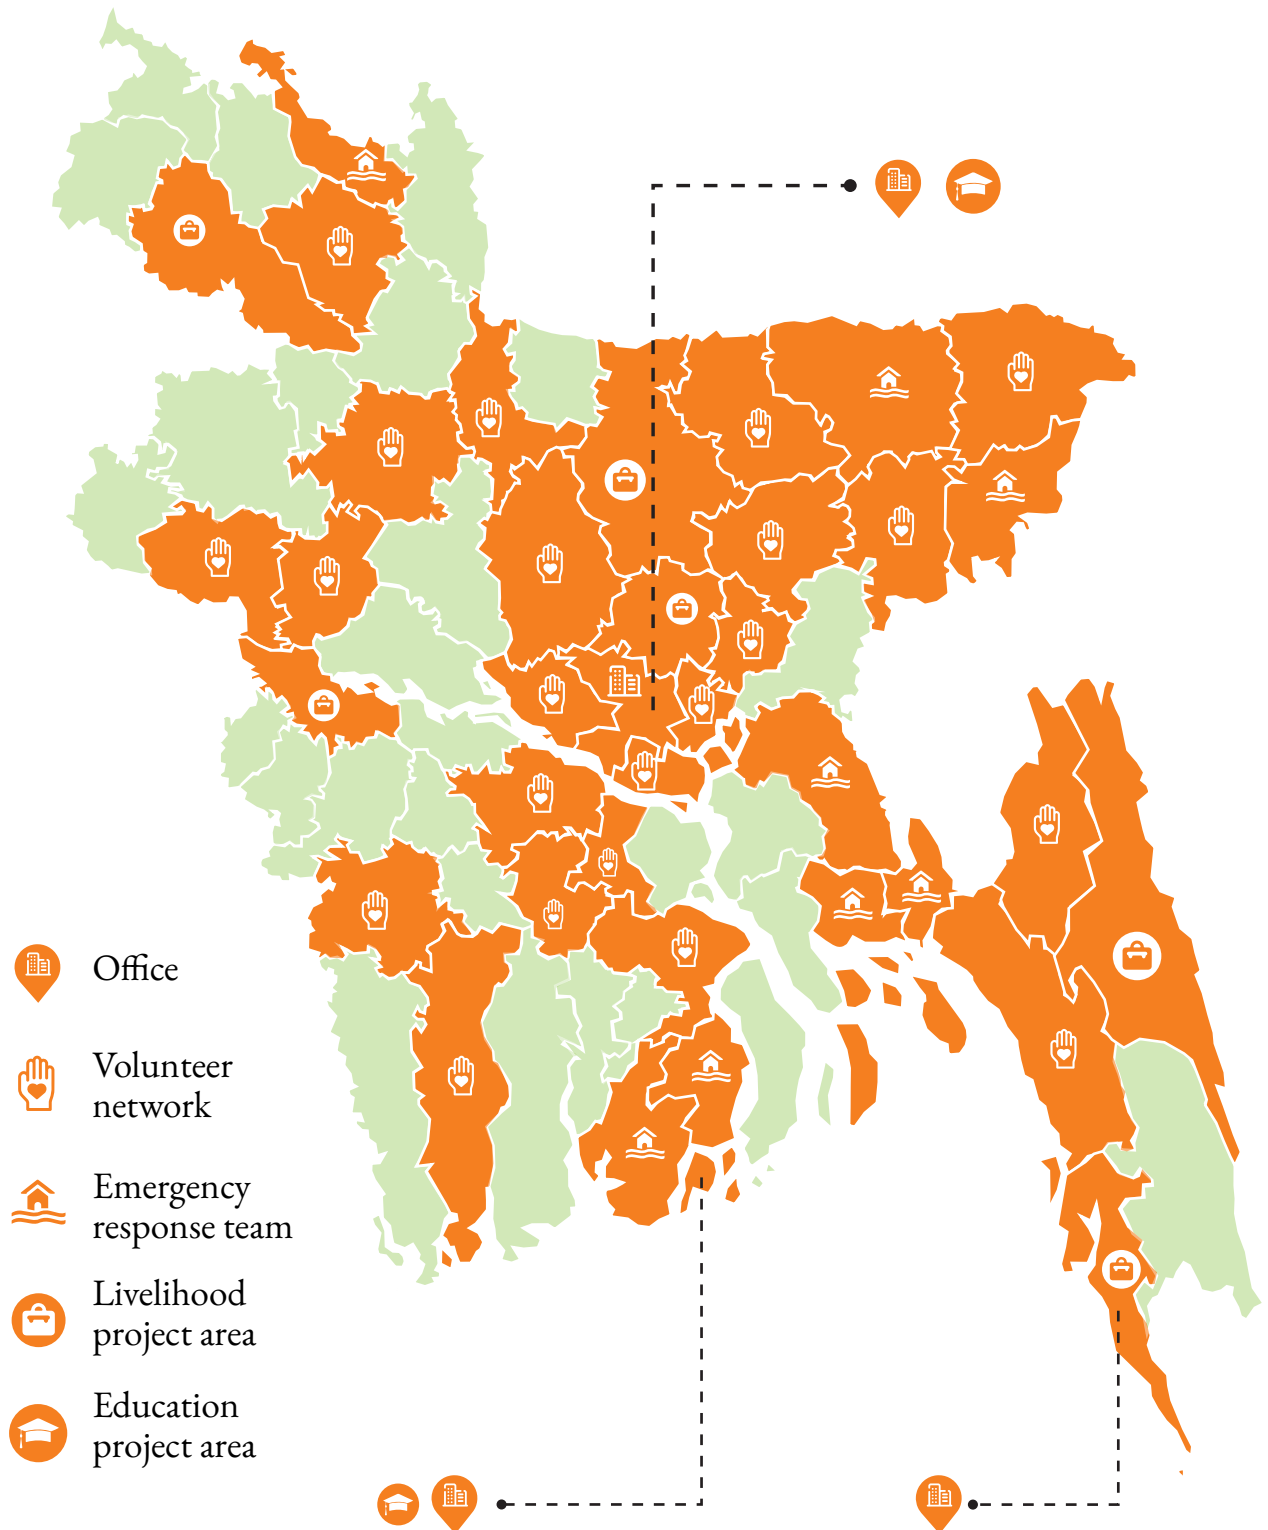 Office
Volunteer
network
Emergency
response team
Livelihood
project area
Education
project area